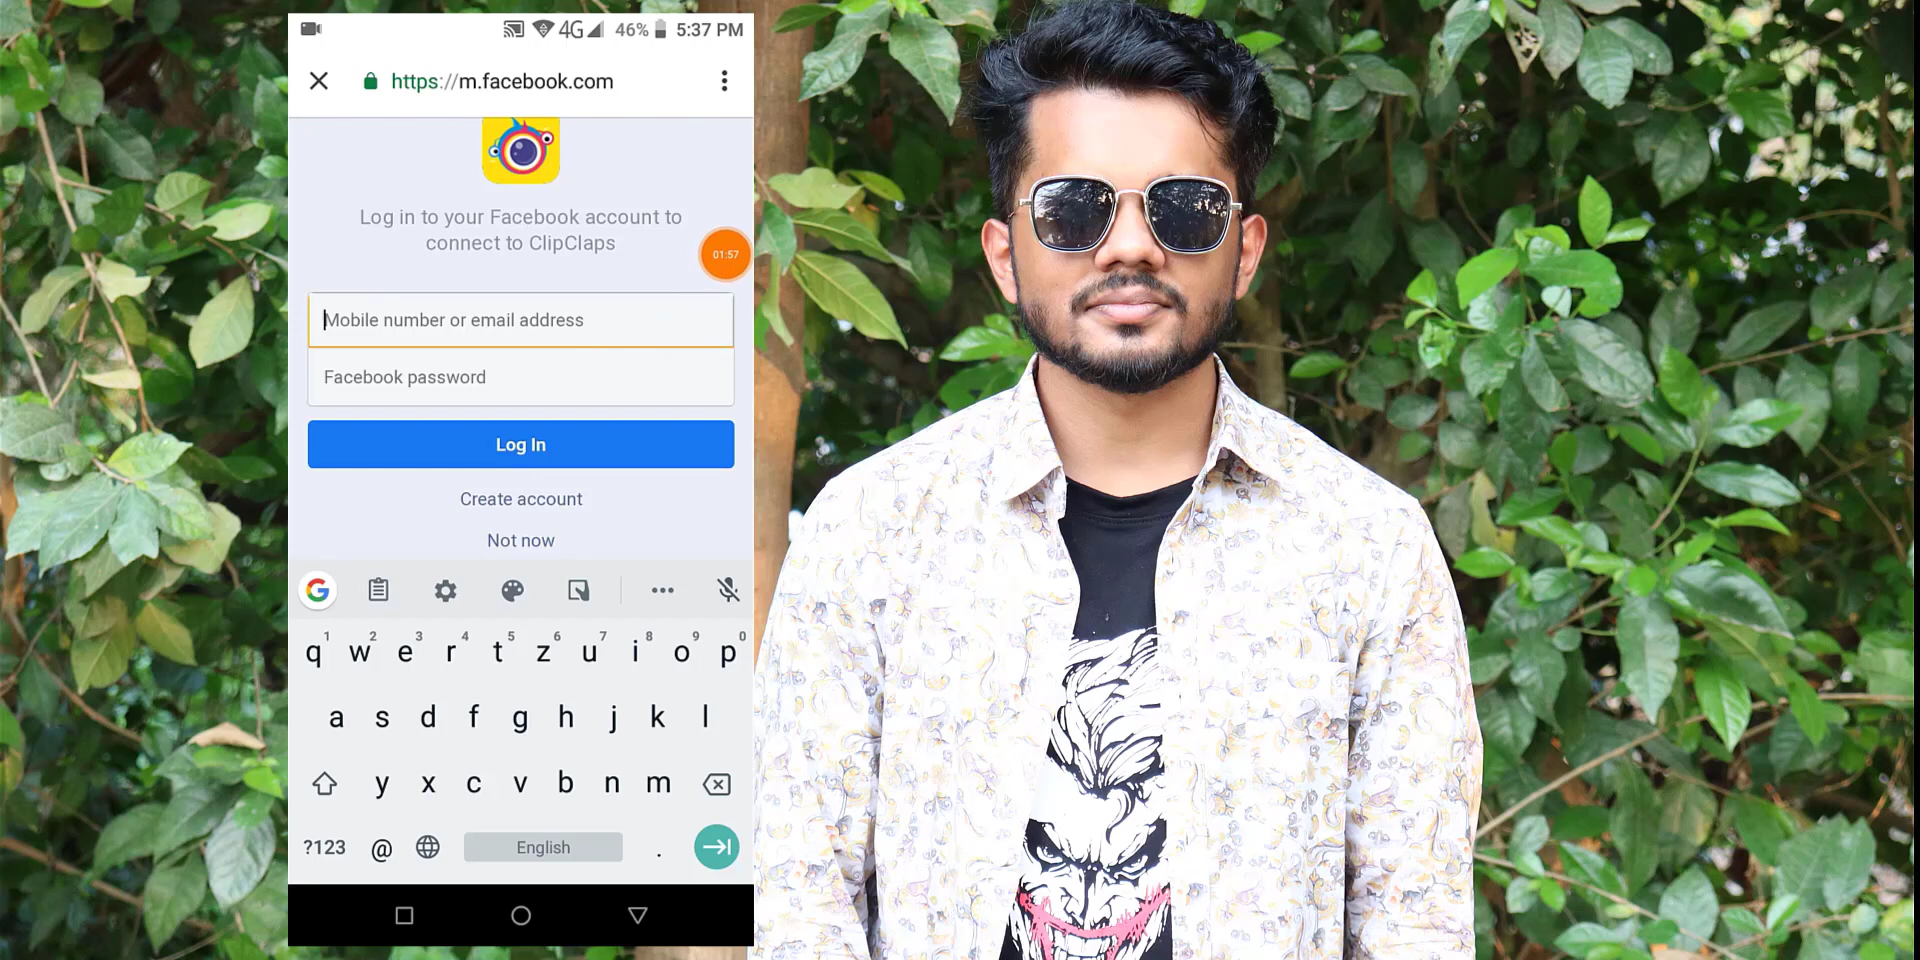 4G 46% 5:37 PM
https://m.facebook.com
Log in to your Facebook account to
connect to ClipClaps
01:57
Mobile number or email address
Facebook password
Log In
Create account
Not now
1 2 3 4 5 6 7 8 9 0
q w e r t z u i o p
a s d f g h j k l
y x c v b n m
?123 @ English .